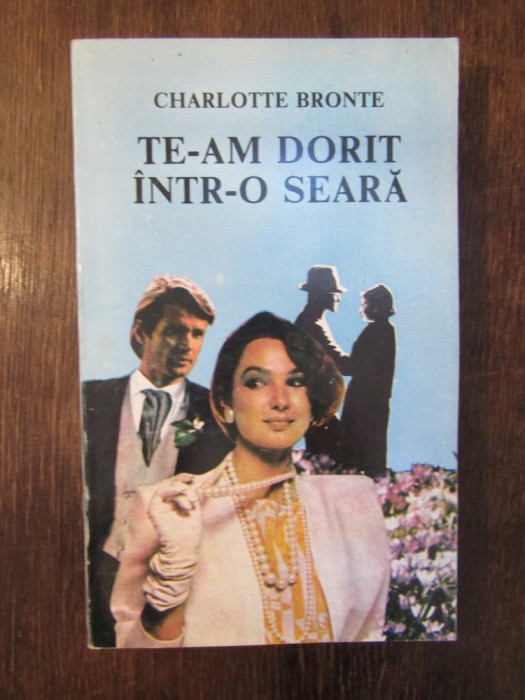 CHARLOTTE BRONTE
TE-AM DORIT
ÎNTR-O SEARĂ